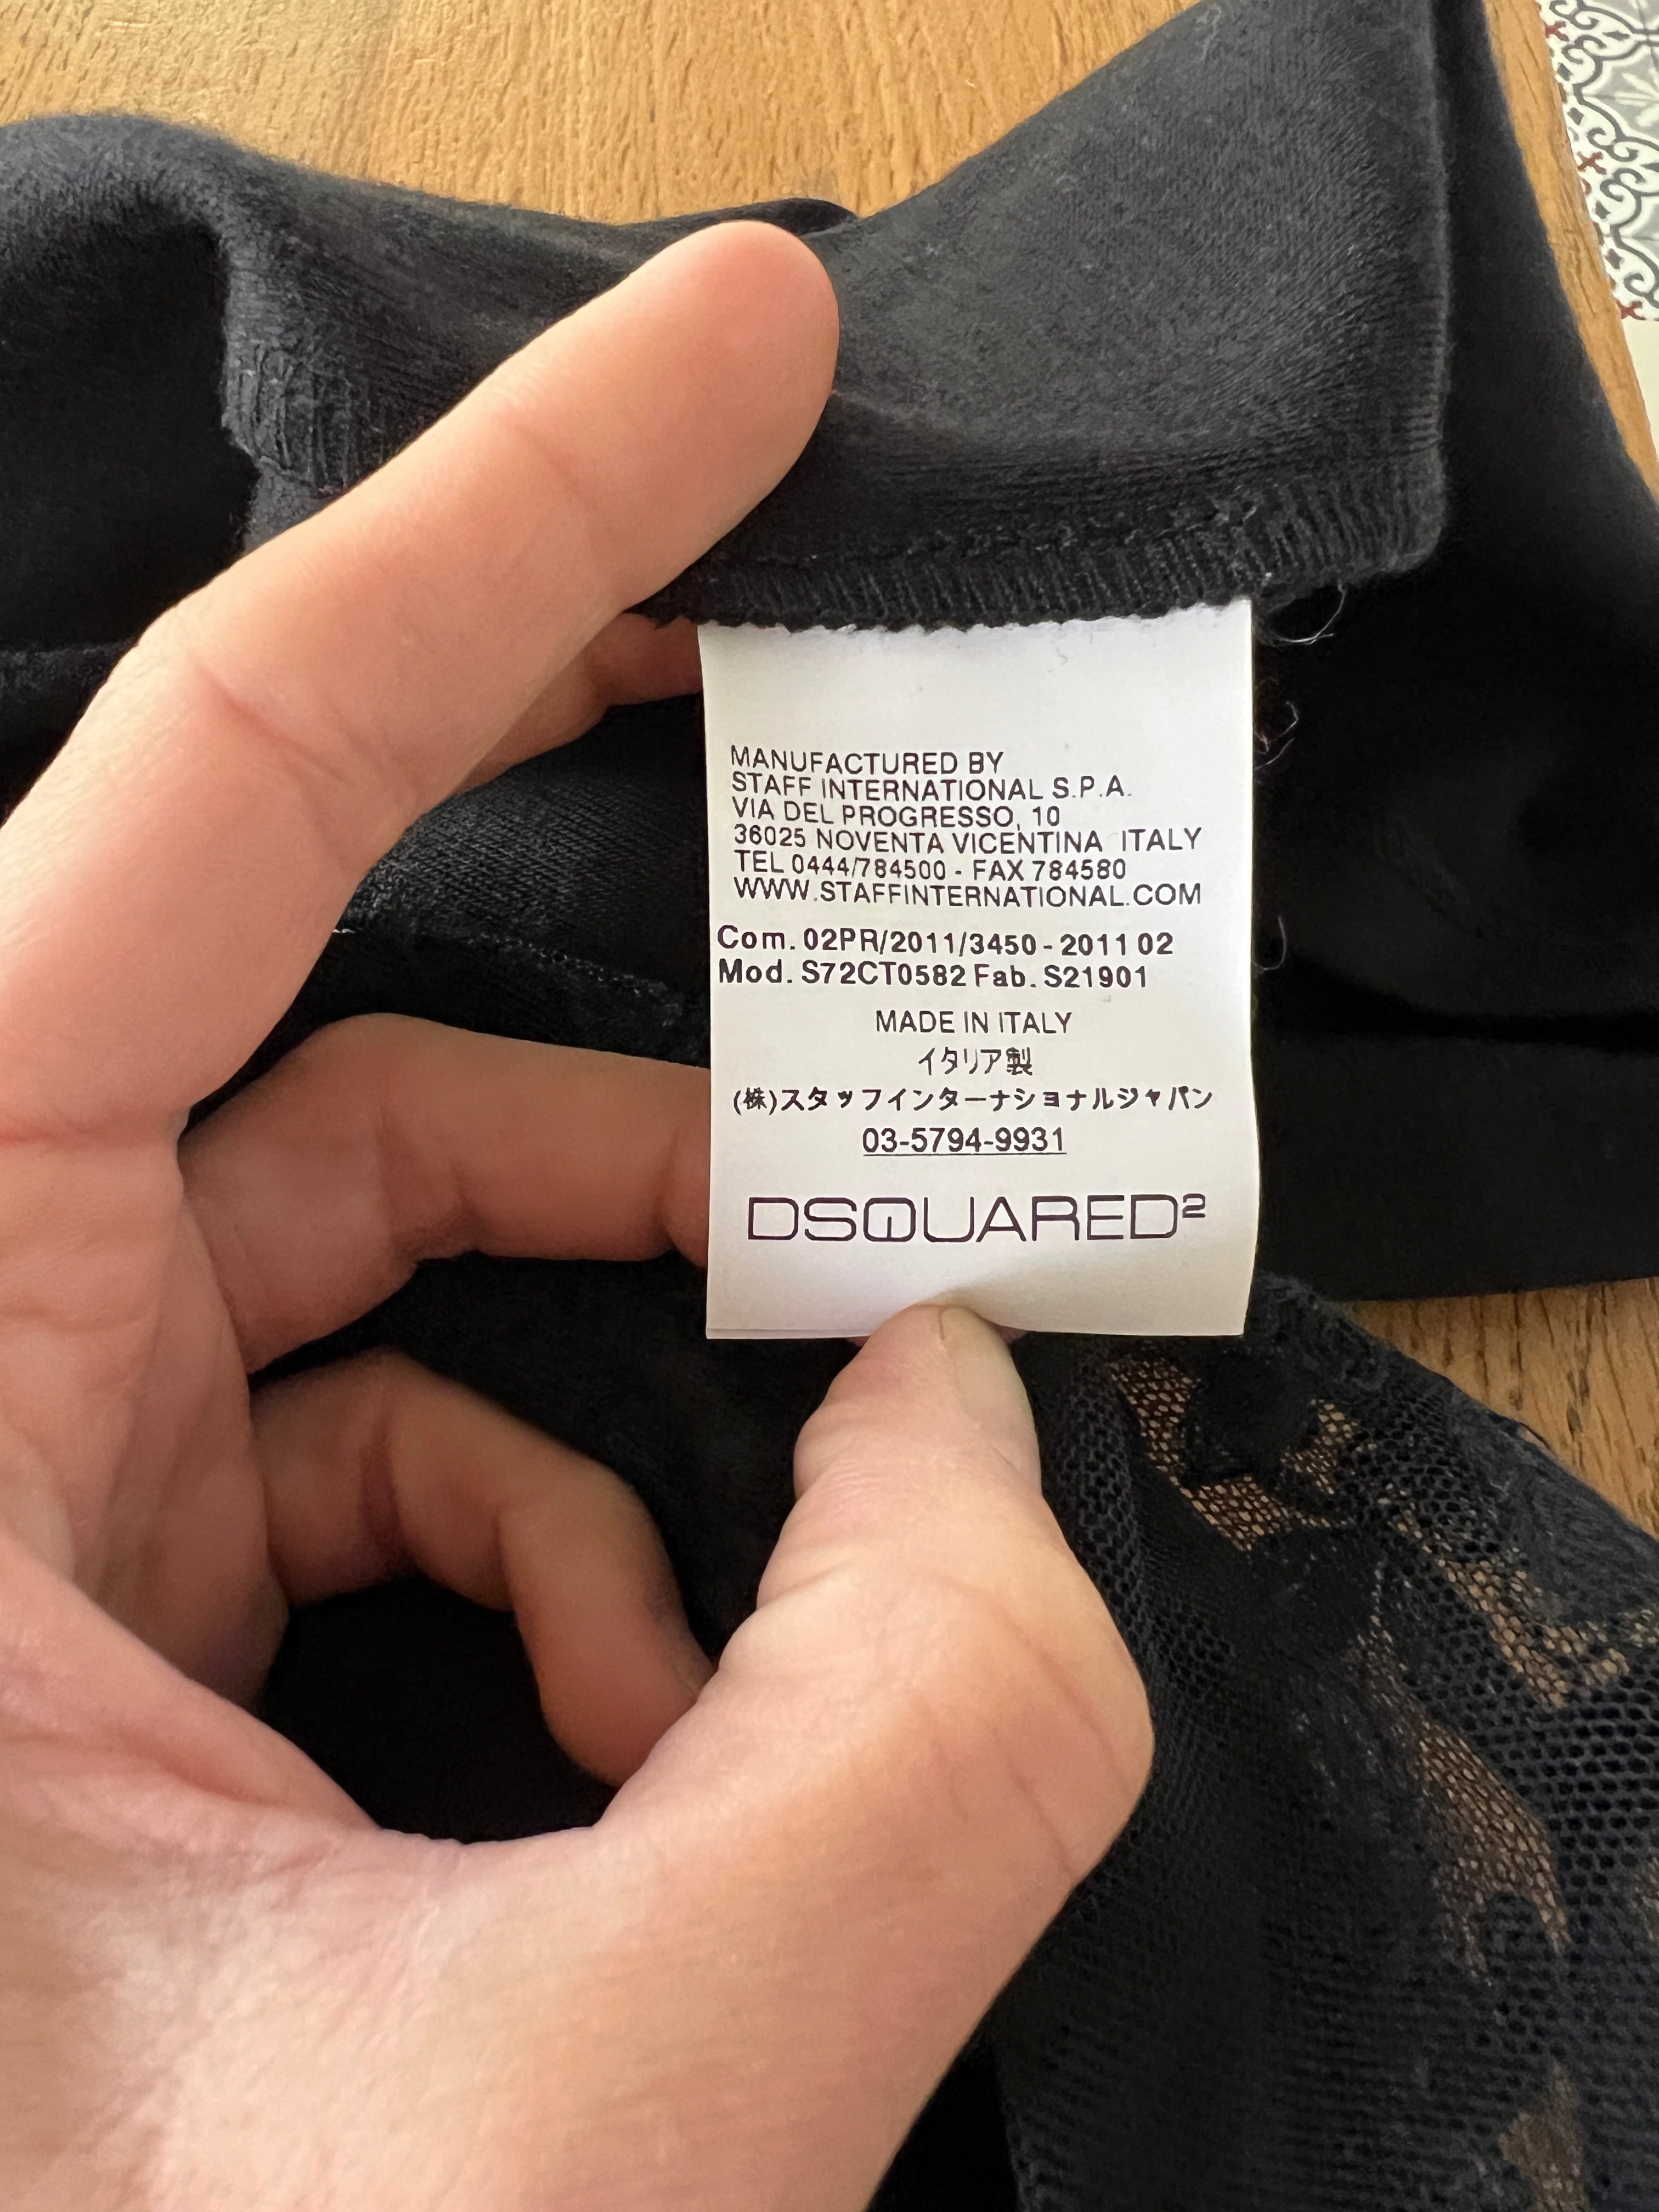 MANUFACTURED BY
STAFF INTERNATIONAL S.P.A.
VIA DEL PROGRESSO, 10
36025 NOVENTA VICENTINA ITALY
TEL 0444/784500 - FAX 784580
WWW.STAFFINTERNATIONAL.COM
Com. 02PR/2011/3450 - 2011 02
Mod. S72CT0582 Fab. S21901
MADE IN ITALY
イタリア製
(株)スタッフインターナショナルジャパン
03-5794-9931
DSQUARED²